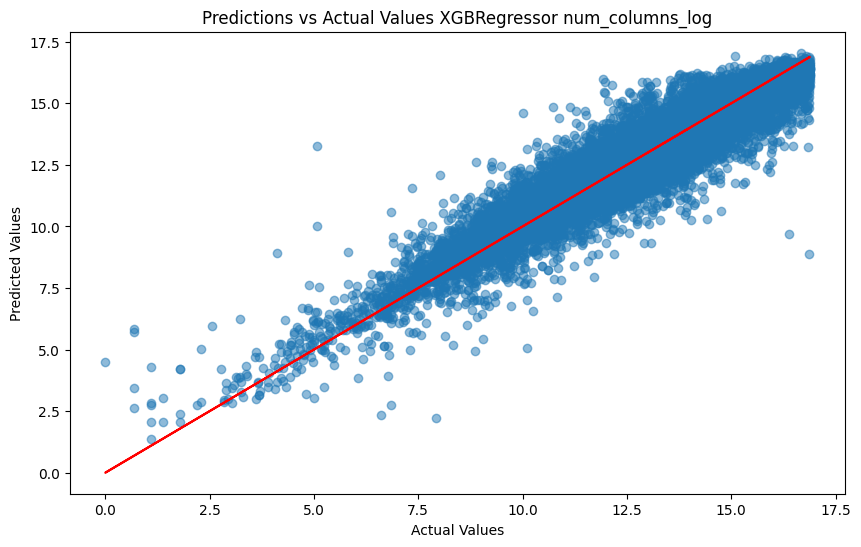 Predictions vs Actual Values XGBRegressor num_columns_log
17.5
15.0
12.5
10.0
7.5
5.0
2.5
0.0
Predicted Values
0.0 2.5 5.0 7.5 10.0 12.5 15.0 17.5
Actual Values